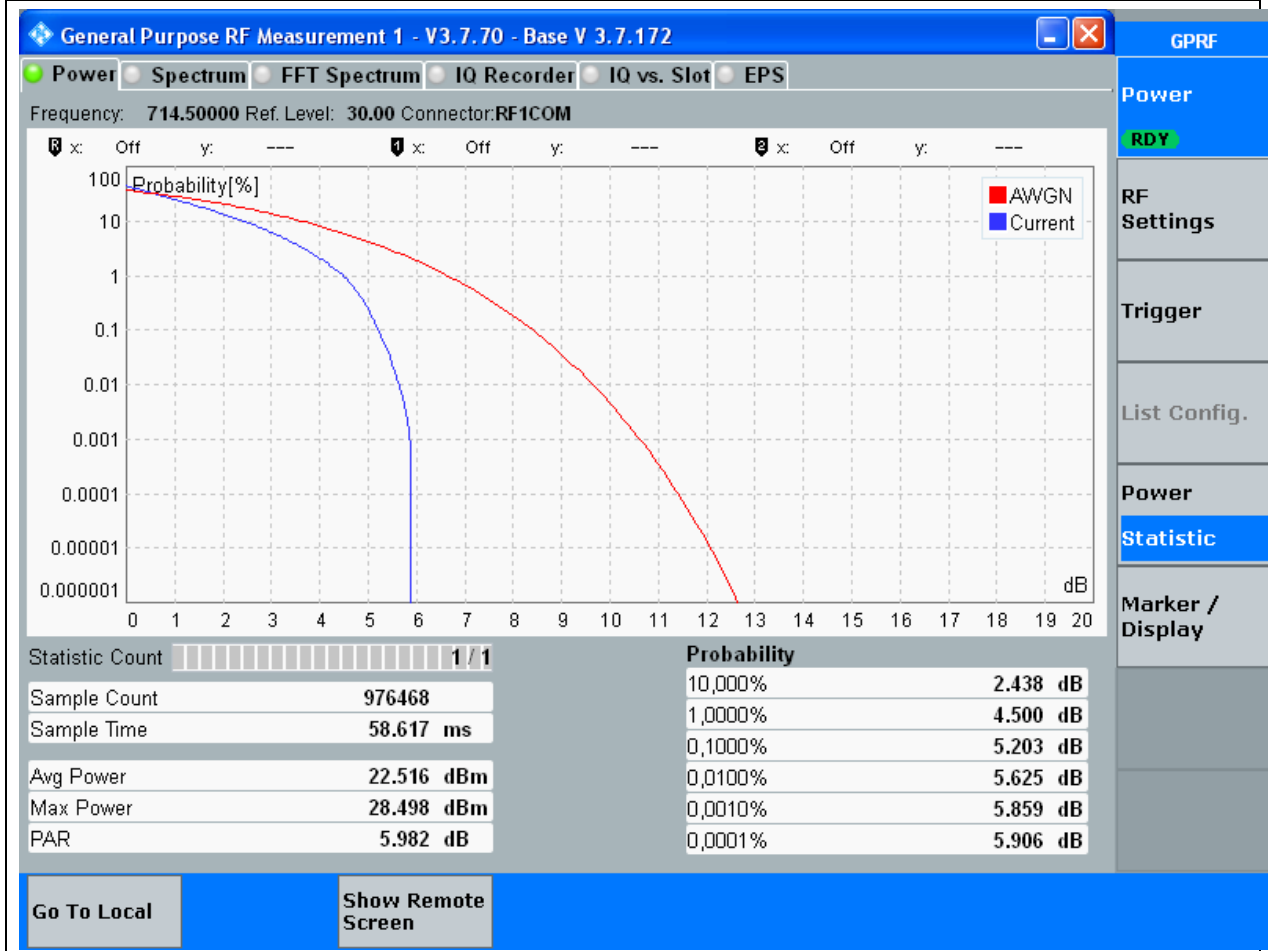 General Purpose RF Measurement 1 - V3.7.70 - Base V 3.7.172
GPRF
Power Spectrum FFT Spectrum IQ Recorder IQ vs. Slot EPS
Frequency: 714.50000 Ref. Level: 30.00 Connector:RF1COM
R x: Off y: --- 1 x: Off y: --- 2 x: Off y: ---
Probability[%]
AWGN
Current
100
10
1
0.1
0.01
0.001
0.0001
0.00001
0.000001
dB
0 1 2 3 4 5 6 7 8 9 10 11 12 13 14 15 16 17 18 19 20
Statistic Count 1 / 1
Sample Count 976468
Sample Time 58.617 ms
Avg Power 22.516 dBm
Max Power 28.498 dBm
PAR 5.982 dB
Probability
10,000% 2.438 dB
1,0000% 4.500 dB
0,1000% 5.203 dB
0,0100% 5.625 dB
0,0010% 5.859 dB
0,0001% 5.906 dB
Power
RDY
RF
Settings
Trigger
List Config.
Power
Statistic
Marker /
Display
Go To Local
Show Remote
Screen